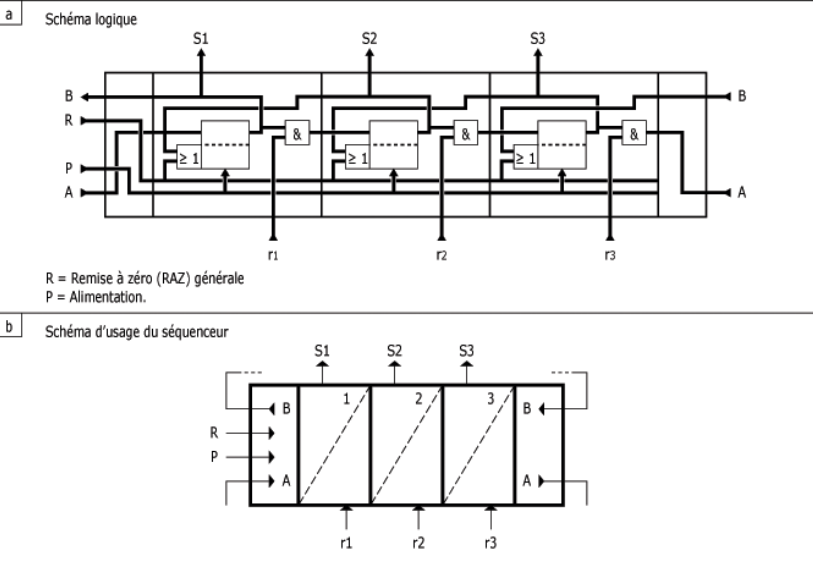 a
Schéma logique
S1 S2 S3
B B
R
& & &
≥ 1 ≥ 1 ≥ 1
P
A A
r1 r2 r3
R = Remise à zéro (RAZ) générale
P = Alimentation.
b
Schéma d'usage du séquenceur
S1 S2 S3
1 2 3
B B
R
P
A A
r1 r2 r3